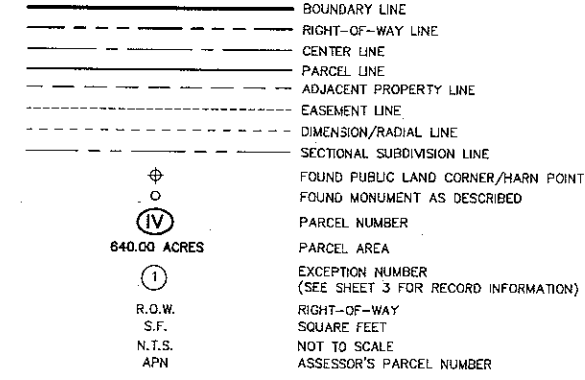 BOUNDARY LINE
RIGHT-OF-WAY LINE
CENTER LINE
PARCEL LINE
ADJACENT PROPERTY LINE
EASEMENT LINE
DIMENSION/RADIAL LINE
SECTIONAL SUBDIVISION LINE
FOUND PUBLIC LAND CORNER/HARN POINT
FOUND MONUMENT AS DESCRIBED
IV PARCEL NUMBER
640.00 ACRES PARCEL AREA
1 EXCEPTION NUMBER
(SEE SHEET 3 FOR RECORD INFORMATION)
R.O.W. RIGHT-OF-WAY
S.F. SQUARE FEET
N.T.S. NOT TO SCALE
APN ASSESSOR'S PARCEL NUMBER